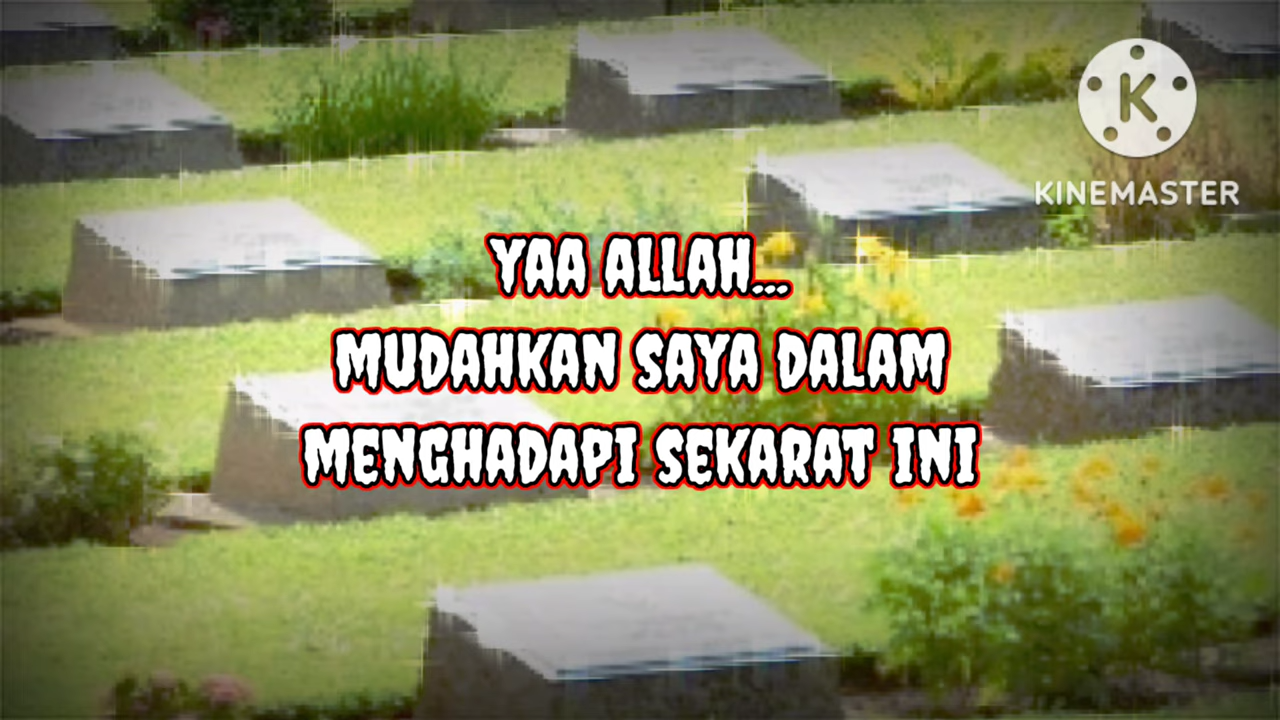 K
KINEMASTER
YAA ALLAH...
MUDAHKAN SAYA DALAM
MENGHADAPI SEKARAT INI